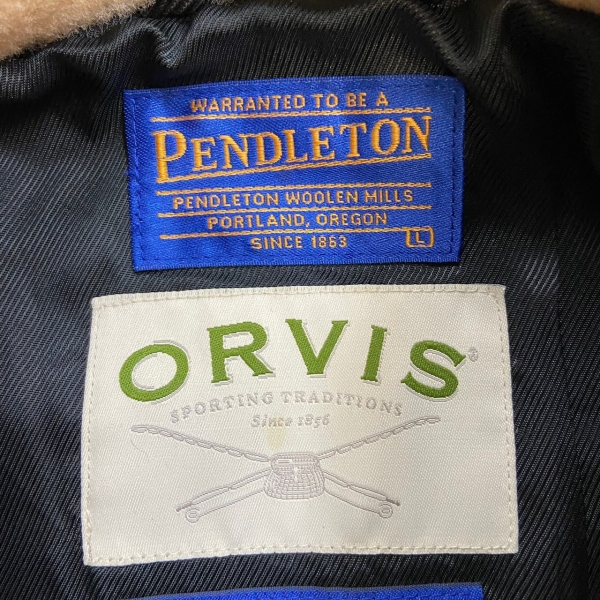 WARRANTED TO BE A
PENDLETON
PENDLETON WOOLEN MILLS
PORTLAND, OREGON
SINCE 1863 L
ORVIS®
SPORTING TRADITIONS
Since 1856